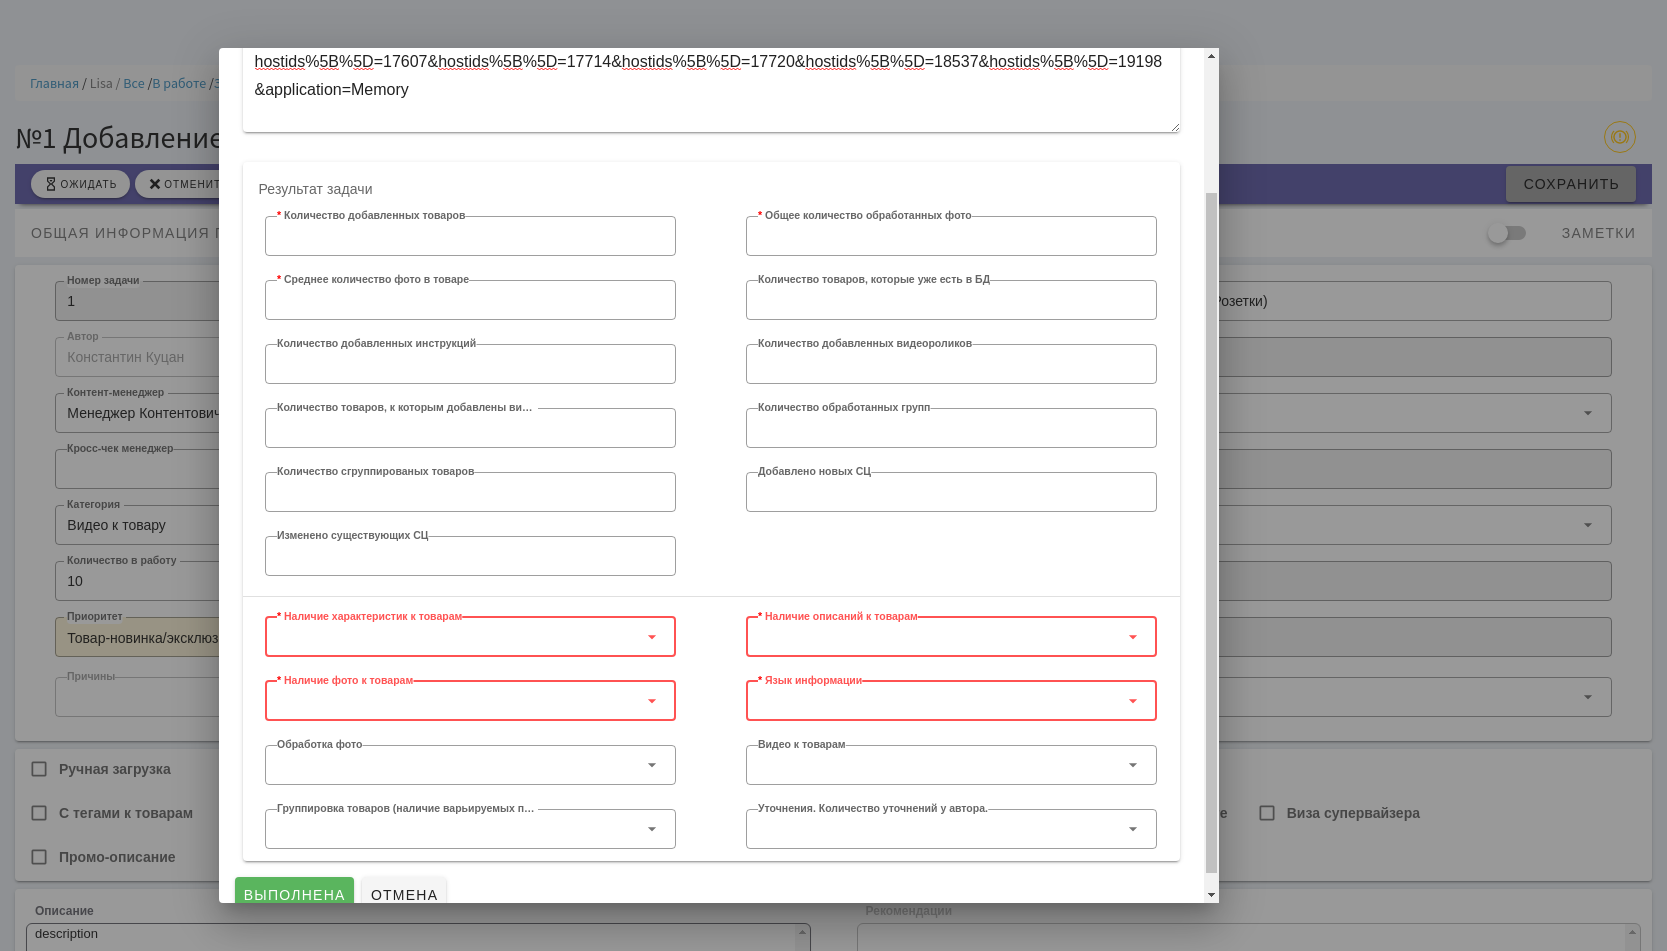 hostids%5B%5D=17607&hostids%5B%5D=17714&hostids%5B%5D=17720&hostids%5B%5D=18537&hostids%5B%5D=19198
&application=Memory
Главная / Lisa / Все /В работе /
№1 Добавление
ОЖИДАТЬ
ОТМЕНИТ
СОХРАНИТЬ
ОБЩАЯ ИНФОРМАЦИЯ
ЗАМЕТКИ
Номер задачи
1
Розетки)
Автор
Константин Куцан
Контент-менеджер
Менеджер Контентович
Кросс-чек менеджер
Категория
Видео к товару
Количество в работу
10
Приоритет
Товар-новинка/эксклюз
Причины
Ручная загрузка
С тегами к товарам
е
Виза супервайзера
Промо-описание
Описание
Рекомендации
description
Результат задачи
* Количество добавленных товаров
* Общее количество обработанных фото
* Среднее количество фото в товаре
Количество товаров, которые уже есть в БД
Количество добавленных инструкций
Количество добавленных видеороликов
Количество товаров, к которым добавлены ви…
Количество обработанных групп
Количество сгруппированых товаров
Добавлено новых СЦ
Изменено существующих СЦ
* Наличие характеристик к товарам
* Наличие описаний к товарам
* Наличие фото к товарам
* Язык информации
Обработка фото
Видео к товарам
Группировка товаров (наличие варьируемых п…
Уточнения. Количество уточнений у автора.
ВЫПОЛНЕНА
ОТМЕНА